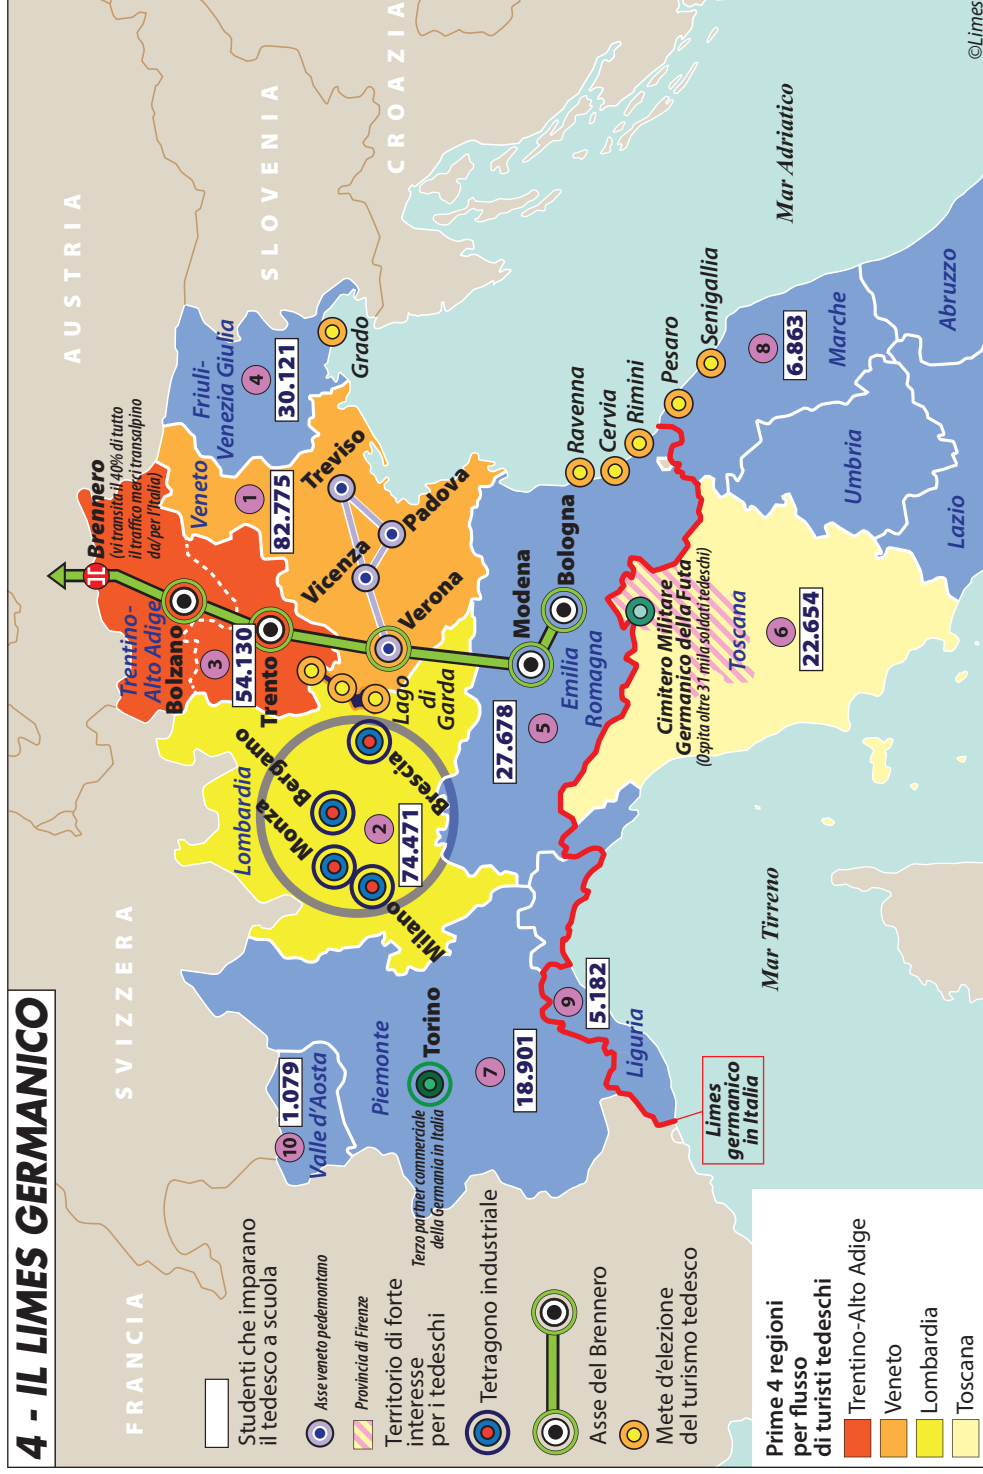 4 - IL LIMES GERMANICO
FRANCIA
SVIZZERA
AUSTRIA
SLOVENIA
CROAZIA
Studenti che imparano
il tedesco a scuola
Asse veneto pedemontano
Provincia di Firenze
Territorio di forte
interesse
per i tedeschi
Tetragono industriale
Asse del Brennero
Mete d'elezione
del turismo tedesco
Prime 4 regioni
per flusso
di turisti tedeschi
Trentino-Alto Adige
Veneto
Lombardia
Toscana
10
1.079
Valle d'Aosta
Piemonte
Torino
Terzo partner commerciale
della Germania in Italia
7
18.901
9
5.182
Liguria
Limes
germanico
in Italia
Lombardia
Bergamo
Monza
Brescia
Milano
2
74.471
Brennero
(vi transita il 40% di tutto
il traffico merci transalpino
da/per l'Italia)
Trentino-
Alto Adige
Bolzano
3
54.130
Trento
Lago
di
Garda
Veneto
1
82.775
Treviso
Vicenza
Padova
Verona
Friuli-
Venezia Giulia
4
30.121
Grado
Modena
Bologna
Emilia
Romagna
5
27.678
Ravenna
Cervia
Rimini
Pesaro
Senigallia
Cimitero Militare
Germanico della Futa
(Ospita oltre 31 mila soldati tedeschi)
Toscana
6
22.654
8
6.863
Marche
Umbria
Abruzzo
Lazio
Mar Tirreno
Mar Adriatico
©Limes